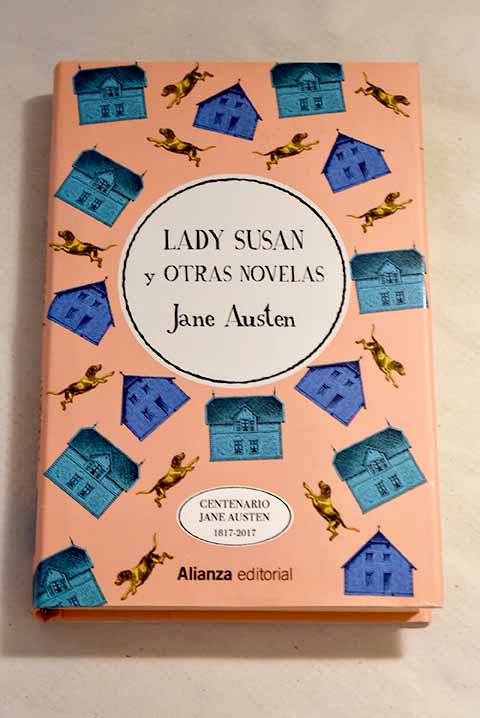 LADY SUSAN
y OTRAS NOVELAS
Jane Austen
CENTENARIO
JANE AUSTEN
1817-2017
Alianza editorial